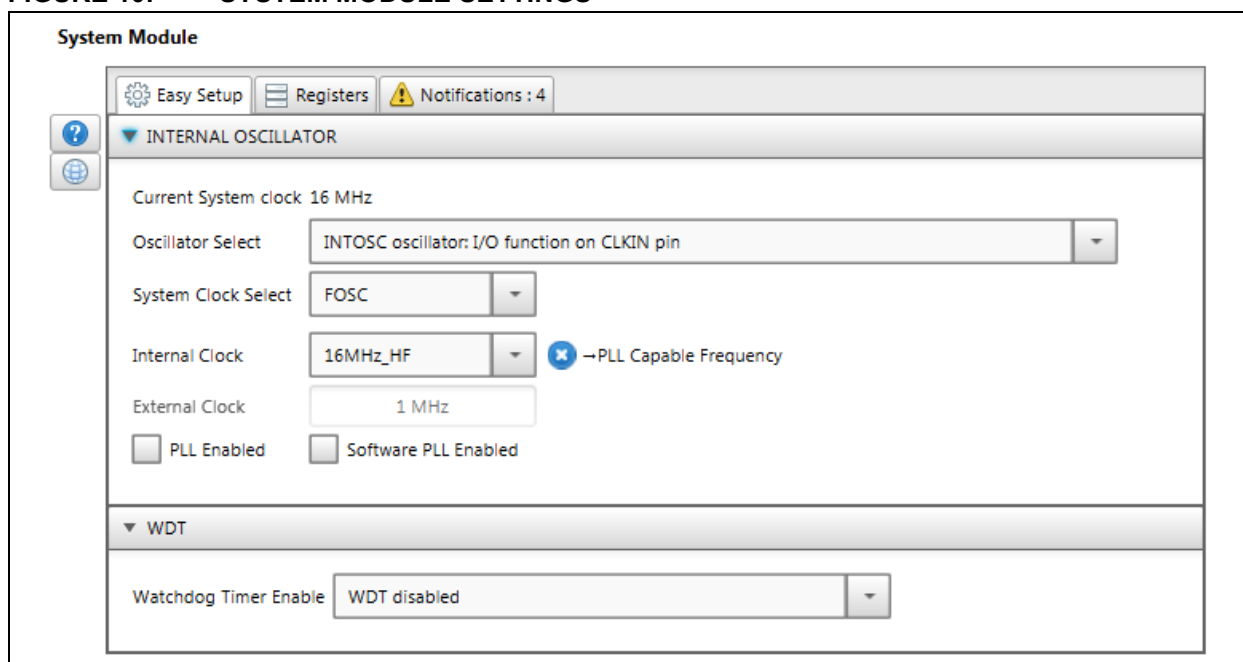 System Module
Easy Setup Registers Notifications : 4
INTERNAL OSCILLATOR
Current System clock 16 MHz
Oscillator Select INTOSC oscillator: I/O function on CLKIN pin
System Clock Select FOSC
Internal Clock 16MHz_HF →PLL Capable Frequency
External Clock 1 MHz
PLL Enabled Software PLL Enabled
WDT
Watchdog Timer Enable WDT disabled